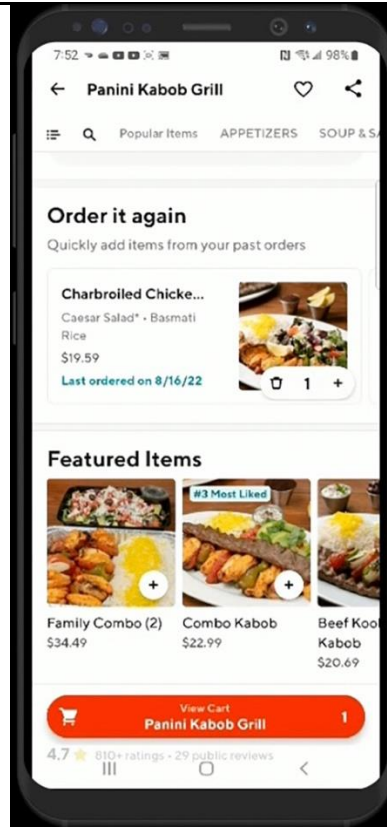 7:52
98%
Panini Kabob Grill
Popular Items APPETIZERS SOUP & SA
Order it again
Quickly add items from your past orders
Charbroiled Chicke...
Caesar Salad* • Basmati
Rice
$19.59
Last ordered on 8/16/22
1 +
Featured Items
#3 Most Liked
+
+
Family Combo (2)
$34.49
Combo Kabob
$22.99
Beef Koo
Kabob
$20.69
View Cart
Panini Kabob Grill
1
4.7 810+ ratings • 29 public reviews